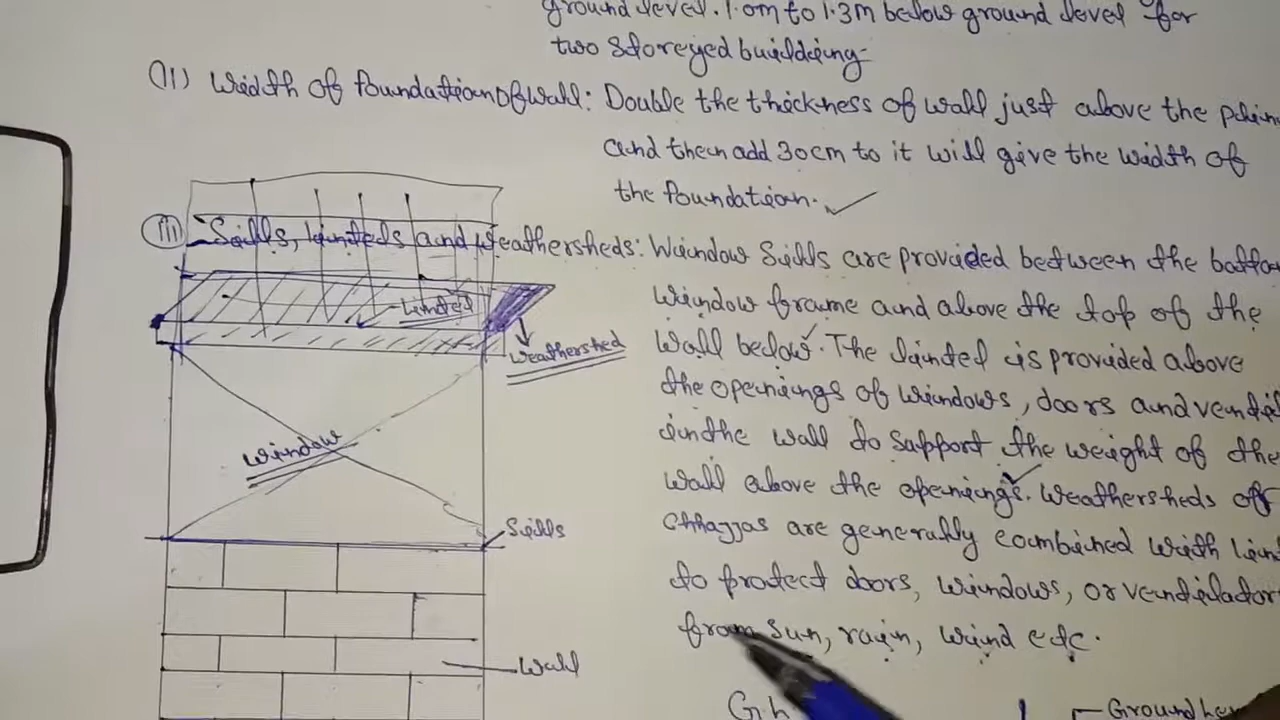 ground level. 1.0m to 1.3m below ground level for
two storeyed building
(II) Width of foundation of wall: Double the thickness of wall just above the plin
and then add 30cm to it will give the width of
the foundation.
(III) Sills, lintels and weathersheds: Window sills are provided between the botto
window frame and above the top of the
wall below. The lintel is provided above
the openings of windows, doors and ventil
in the wall to support the weight of the
wall above the openings. Weathersheds or
chhajjas are generally combined with lin
to protect doors, windows, or ventilator
from sun, rain, wind etc.
Lintel
Weathershed
Window
Sills
Wall